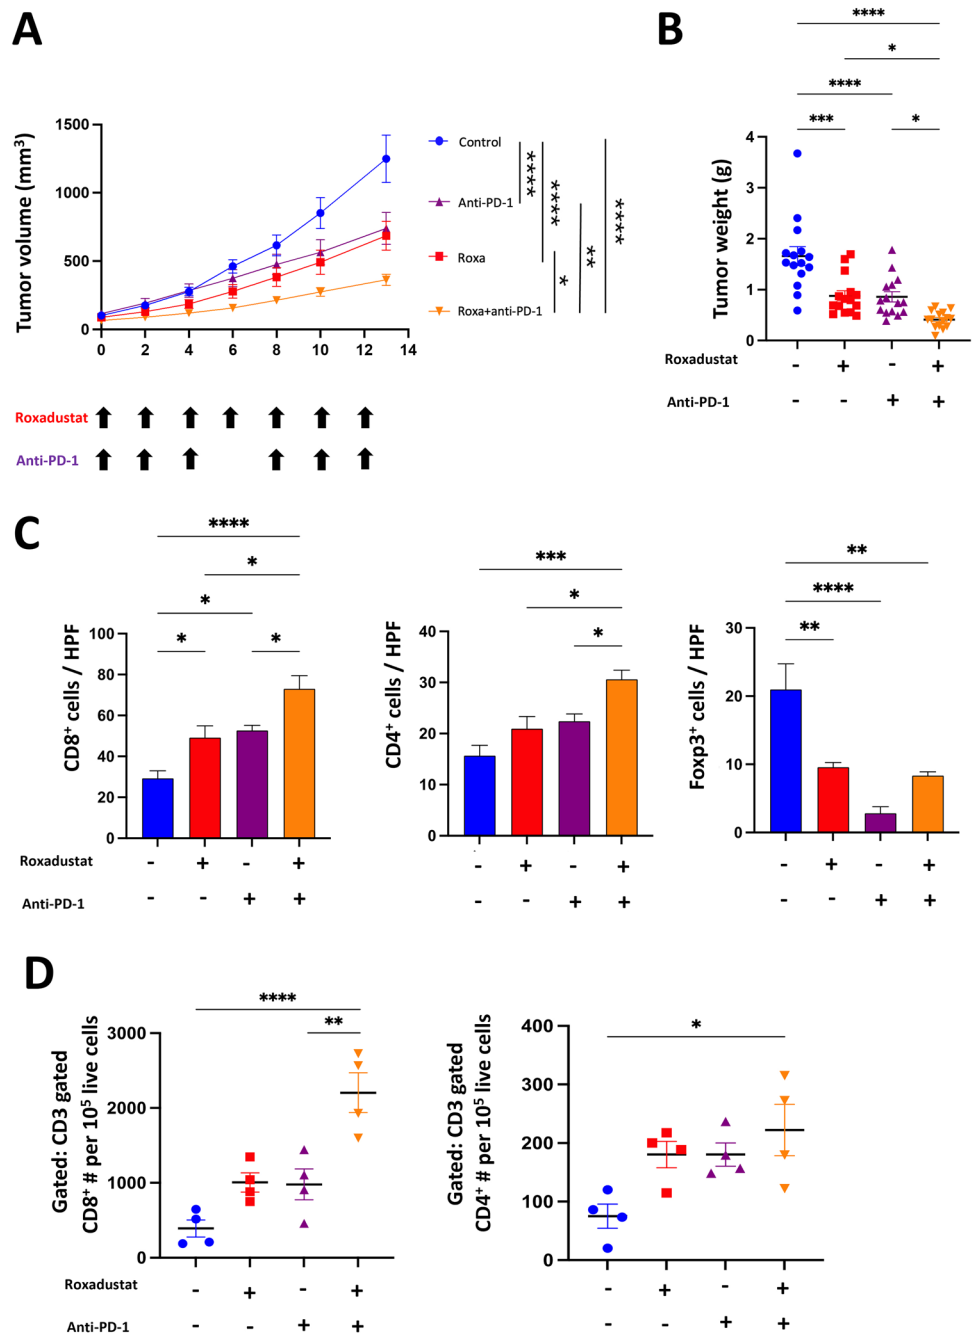 A
Tumor volume (mm³)
1500
1000
500
0
0 2 4 6 8 10 12 14
Control
Anti-PD-1
Roxa
Roxa+anti-PD-1
****
****
*
**
****
Roxadustat
Anti-PD-1
B
****
*
****
*** *
Tumor weight (g)
4
3
2
1
0
Roxadustat - + - +
Anti-PD-1 - - + +
C
****
*
*
* *
CD8⁺ cells / HPF
100
80
60
40
20
0
Roxadustat - + - +
Anti-PD-1 - - + +
***
*
*
CD4⁺ cells / HPF
40
30
20
10
0
- + - +
- - + +
**
****
**
Foxp3⁺ cells / HPF
30
20
10
0
- + - +
- - + +
D
****
**
Gated: CD3 gated
CD8⁺ # per 10⁵ live cells
3000
2000
1000
0
Roxadustat - + - +
Anti-PD-1 - - + +
*
Gated: CD3 gated
CD4⁺ # per 10⁵ live cells
400
300
200
100
0
- + - +
- - + +